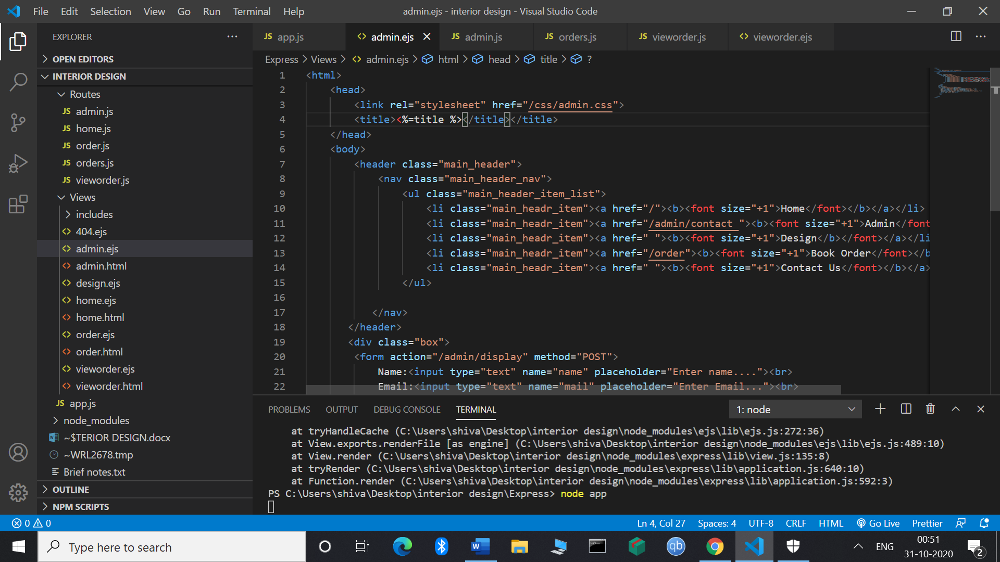 File Edit Selection View Go Run Terminal Help
admin.ejs - interior design - Visual Studio Code
EXPLORER
OPEN EDITORS
INTERIOR DESIGN
Routes
JS admin.js
JS home.js
JS order.js
JS orders.js
JS vieworder.js
Views
includes
404.ejs
admin.ejs
admin.html
design.ejs
home.ejs
home.html
order.ejs
order.html
vieworder.ejs
vieworder.html
JS app.js
node_modules
~$TERIOR DESIGN.docx
~WRL2678.tmp
Brief notes.txt
OUTLINE
NPM SCRIPTS
JS app.js admin.ejs JS admin.js JS orders.js JS vieworder.js vieworder.ejs
Express > Views > admin.ejs > html > head > title > ?
1 <html>
2 <head>
3 <link rel="stylesheet" href="/css/admin.css">
4 <title><%=title %></title></title>
5 </head>
6 <body>
7 <header class="main_header">
8 <nav class="main_header_nav">
9 <ul class="main_header_item_list">
10 <li class="main_headr_item"><a href="/"><b><font size="+1">Home</font></b></a></li>
11 <li class="main_headr_item"><a href="/admin/contact "><b><font size="+1">Admin</font
12 <li class="main_headr_item"><a href=" "><b><font size="+1">Design</b></font></a></li
13 <li class="main_headr_item"><a href="/order"><b><font size="+1">Book Order</font></b
14 <li class="main_headr_item"><a href=" "><b><font size="+1">Contact Us</font></b></a>
15 </ul>
16
17 </nav>
18 </header>
19 <div class="box">
20 <form action="/admin/display" method="POST">
21 Name:<input type="text" name="name" placeholder="Enter name...."><br>
22 Email:<input type="text" name="mail" placeholder="Enter Email..."><br>
PROBLEMS OUTPUT DEBUG CONSOLE TERMINAL 1: node
at tryHandleCache (C:\Users\shiva\Desktop\interior design\node_modules\ejs\lib\ejs.js:272:36)
at View.exports.renderFile [as engine] (C:\Users\shiva\Desktop\interior design\node_modules\ejs\lib\ejs.js:489:10)
at View.render (C:\Users\shiva\Desktop\interior design\node_modules\express\lib\view.js:135:8)
at tryRender (C:\Users\shiva\Desktop\interior design\node_modules\express\lib\application.js:640:10)
at Function.render (C:\Users\shiva\Desktop\interior design\node_modules\express\lib\application.js:592:3)
PS C:\Users\shiva\Desktop\interior design\Express> node app
0 0 Ln 4, Col 27 Spaces: 4 UTF-8 CRLF HTML Go Live Prettier
Type here to search
W
qb
ENG
00:51
31-10-2020
2